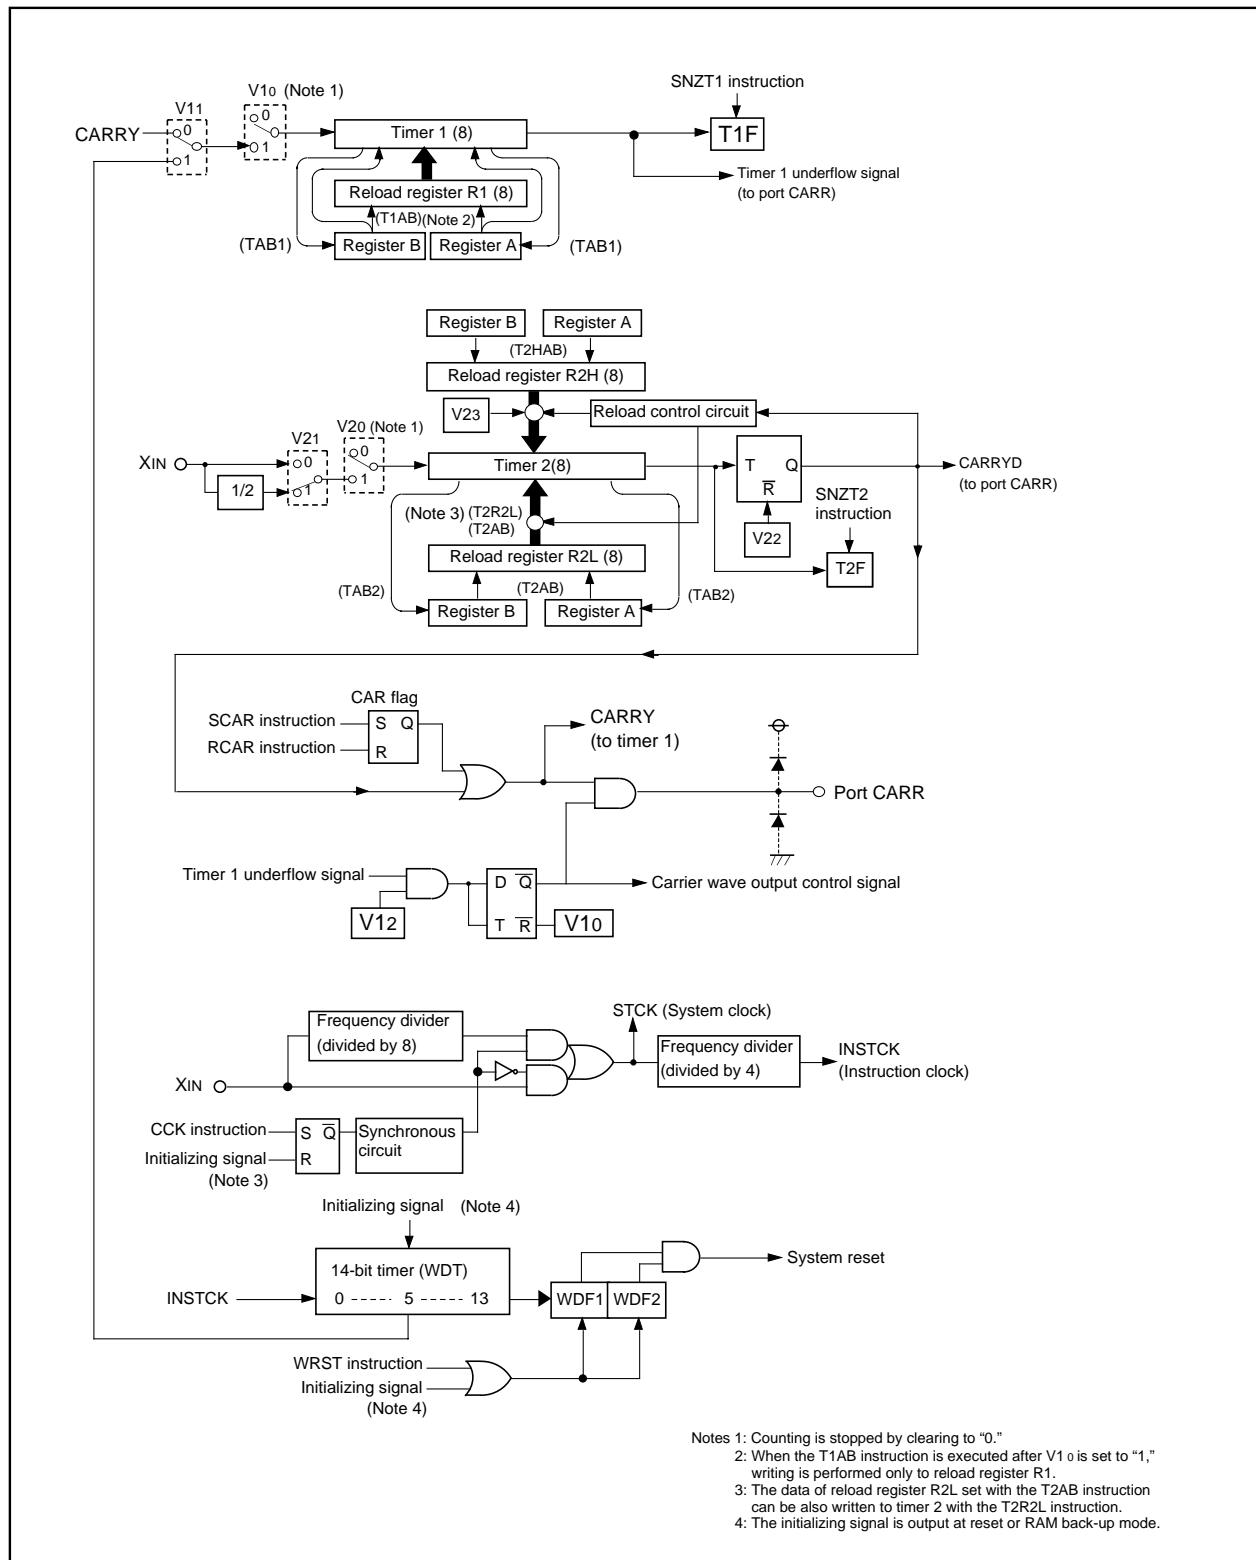 SNZT1 instruction
V10 (Note 1)
V11
CARRY
0
1
0
1
Timer 1 (8)
T1F
Timer 1 underflow signal
(to port CARR)
Reload register R1 (8)
(T1AB) (Note 2)
(TAB1)
Register B
Register A
(TAB1)
Register B
Register A
(T2HAB)
Reload register R2H (8)
V23
Reload control circuit
V20 (Note 1)
V21
XIN
0
1
0
1
1/2
Timer 2(8)
T Q
R
CARRYD
(to port CARR)
SNZT2
instruction
(Note 3) (T2R2L)
(T2AB)
V22
T2F
Reload register R2L (8)
(TAB2)
(T2AB)
(TAB2)
Register B
Register A
CAR flag
SCAR instruction
S Q
RCAR instruction
R
CARRY
(to timer 1)
Port CARR
Timer 1 underflow signal
D Q
Carrier wave output control signal
V12
T R
V10
STCK (System clock)
Frequency divider
(divided by 8)
Frequency divider
(divided by 4)
INSTCK
(Instruction clock)
XIN
CCK instruction
S Q
Synchronous
circuit
Initializing signal
R
(Note 3)
Initializing signal (Note 4)
14-bit timer (WDT)
System reset
INSTCK
0 ----- 5 ----- 13
WDF1 WDF2
WRST instruction
Initializing signal
(Note 4)
Notes 1: Counting is stopped by clearing to “0.”
2: When the T1AB instruction is executed after V10 is set to “1,”
writing is performed only to reload register R1.
3: The data of reload register R2L set with the T2AB instruction
can be also written to timer 2 with the T2R2L instruction.
4: The initializing signal is output at reset or RAM back-up mode.